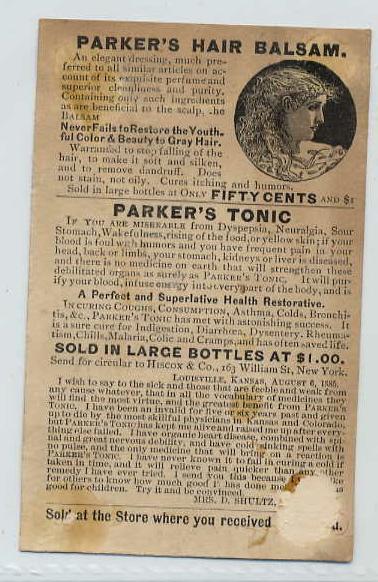 PARKER'S HAIR BALSAM.
An elegant dressing, much pre-
ferred to all similar articles on ac-
count of its exquisite perfume and
superior cleanliness and purity.
Containing only such ingredients
as are beneficial to the scalp, the
BALSAM
Never Fails to Restore the Youth-
ful Color & Beauty to Gray Hair.
Warranted to stop falling of the
hair, to make it soft and silken,
and to remove dandruff. Does
not stain, not oily. Cures itching and humors.
Sold in large bottles at ONLY FIFTY CENTS AND $1
PARKER'S TONIC
IF YOU ARE MISERABLE from Dyspepsia, Neuralgia, Sour
Stomach, Wakefulness, rising of the food, or yellow skin; if your
blood is foul with humors and you have frequent pain in your
head, back or limbs, your stomach, kidneys or liver is diseased,
and there is no medicine on earth that will strengthen these
debilitated organs as surely as PARKER'S TONIC. It will pur-
ify your blood, infuse energy into every part of the body, and is
A Perfect and Superlative Health Restorative.
IN CURING COUGHS, CONSUMPTION, Asthma, Colds, Bronchi-
tis, &c., PARKER'S TONIC has met with astonishing success. It
is a sure cure for Indigestion, Diarrhœa, Dysentery, Rheuma-
tism, Chills, Malaria, Colic and Cramps, and has often saved life.
SOLD IN LARGE BOTTLES AT $1.00.
Send for circular to HISCOX & Co., 163 William St., New York.
LOUISVILLE, KANSAS, AUGUST 6, 1885.
I wish to say to the sick and those that are feeble and weak from
any cause whatever, that in all the vocabulary of medicine they
will find the most virtue, and the greatest benefit from PARKER'S
TONIC. I have been an invalid for five or six years past and given
up to die by the most skilful physicians in Kansas and Colorado,
but PARKER'S TONIC has kept me alive and raised me up after every-
thing else failed. I have organic heart disease, combined with spi-
nal and great nervous debility, and have cold sinking spells with
no pulse, and the only medicine that will bring on a reaction is
PARKER'S TONIC. I have never known it to fail in curing a cold if
taken in time, and it will relieve pain quicker than any other
remedy I have ever tried. I send you this because
for others to know how much good it has done me
good for children. Try it and be convinced
MRS. D. SHULTZ,
Sold at the Store where you received d.